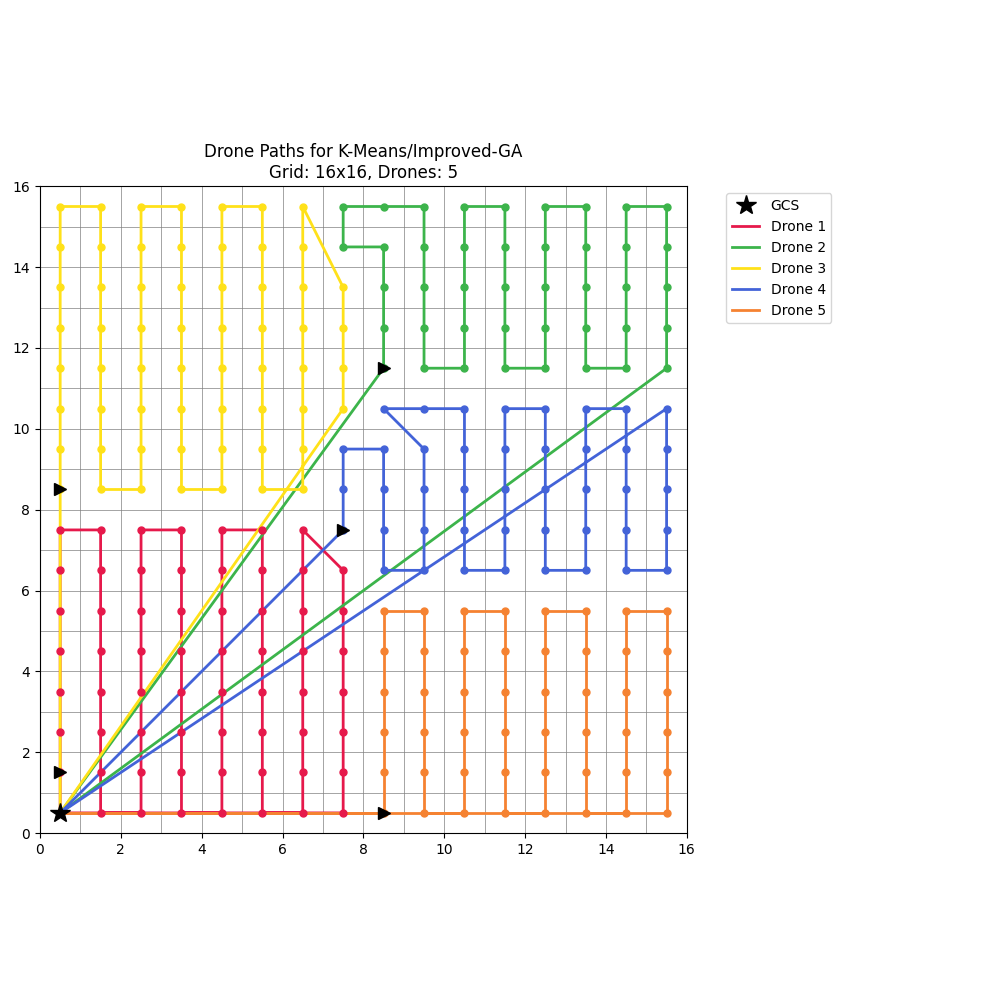 Drone Paths for K-Means/Improved-GA
Grid: 16x16, Drones: 5
16
14
12
10
8
6
4
2
0
0 2 4 6 8 10 12 14 16
GCS
Drone 1
Drone 2
Drone 3
Drone 4
Drone 5